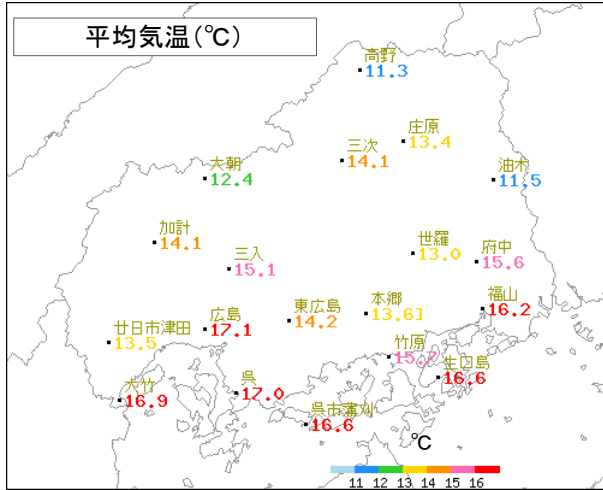 平均気温(℃)
高野
11.3
庄原
13.4
三次
14.1
大朝
12.4
油木
11.5
加計
14.1
世羅
13.0
三入
15.1
府中
15.6
福山
16.2
本郷
13.6]
東広島
14.2
広島
17.1
廿日市津田
13.5
竹原
15.7
生口島
16.6
大竹
16.9
呉
17.0
呉市蒲刈
16.6
℃
11 12 13 14 15 16